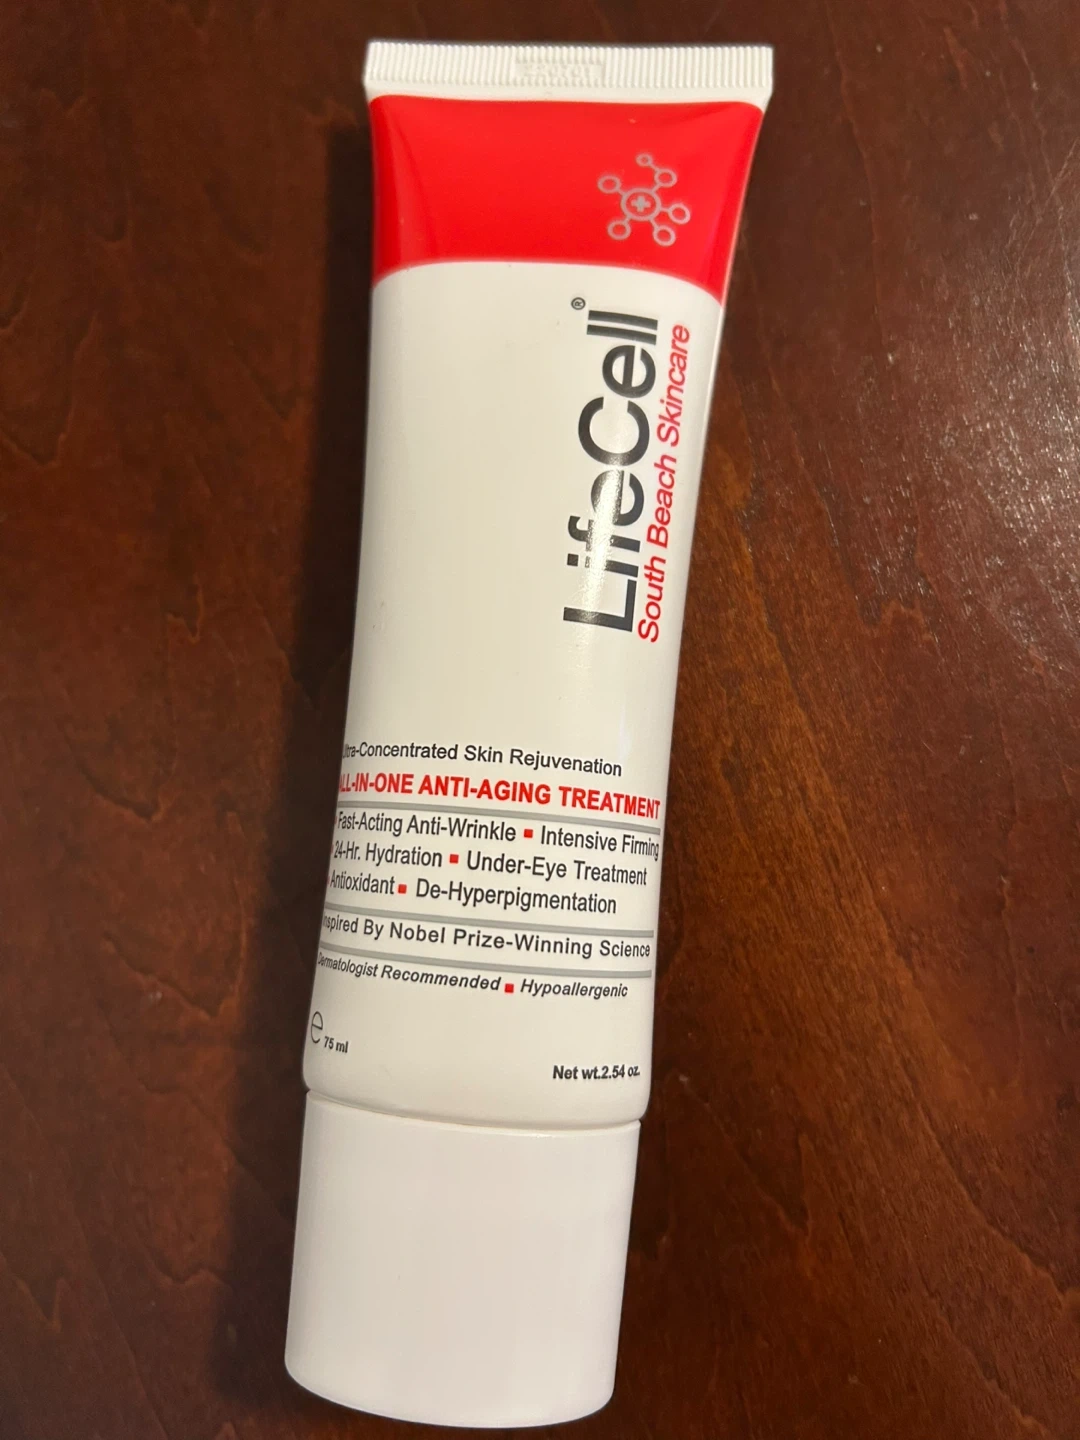 LifeCell®
South Beach Skincare
-Concentrated Skin Rejuvenation
ALL-IN-ONE ANTI-AGING TREATMENT
Fast-Acting Anti-Wrinkle ▪ Intensive Firming
24-Hr. Hydration ▪ Under-Eye Treatment
▪ Antioxidant ▪ De-Hyperpigmentation
Inspired By Nobel Prize-Winning Science
Dermatologist Recommended ▪ Hypoallergenic
℮ 75 ml
Net wt.2.54 oz.